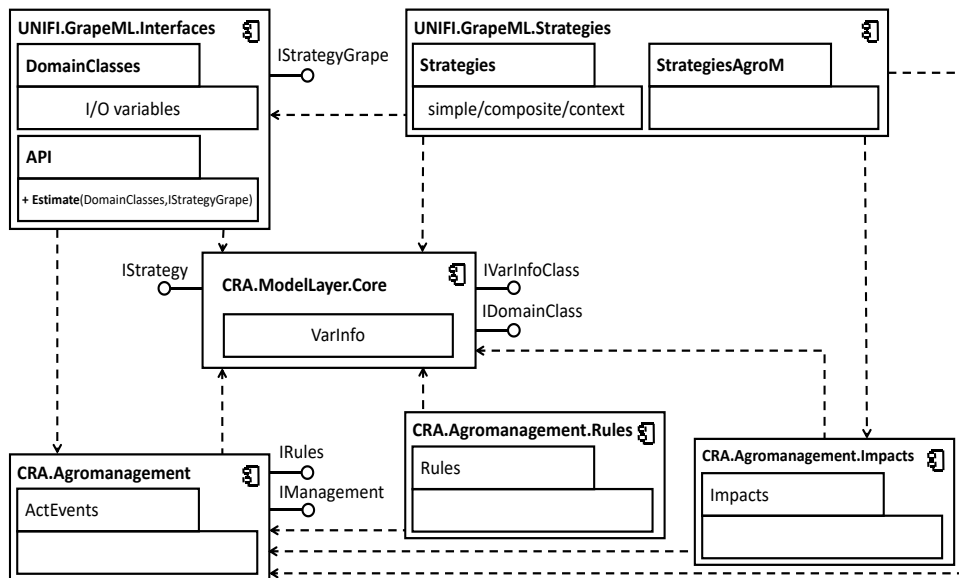 UNIFI.GrapeML.Interfaces
DomainClasses
I/O variables
API
+ Estimate(DomainClasses,IStrategyGrape)
IStrategyGrape
UNIFI.GrapeML.Strategies
Strategies
simple/composite/context
StrategiesAgroM
IStrategy
CRA.ModelLayer.Core
VarInfo
IVarInfoClass
IDomainClass
CRA.Agromanagement
ActEvents
IRules
IManagement
CRA.Agromanagement.Rules
Rules
CRA.Agromanagement.Impacts
Impacts